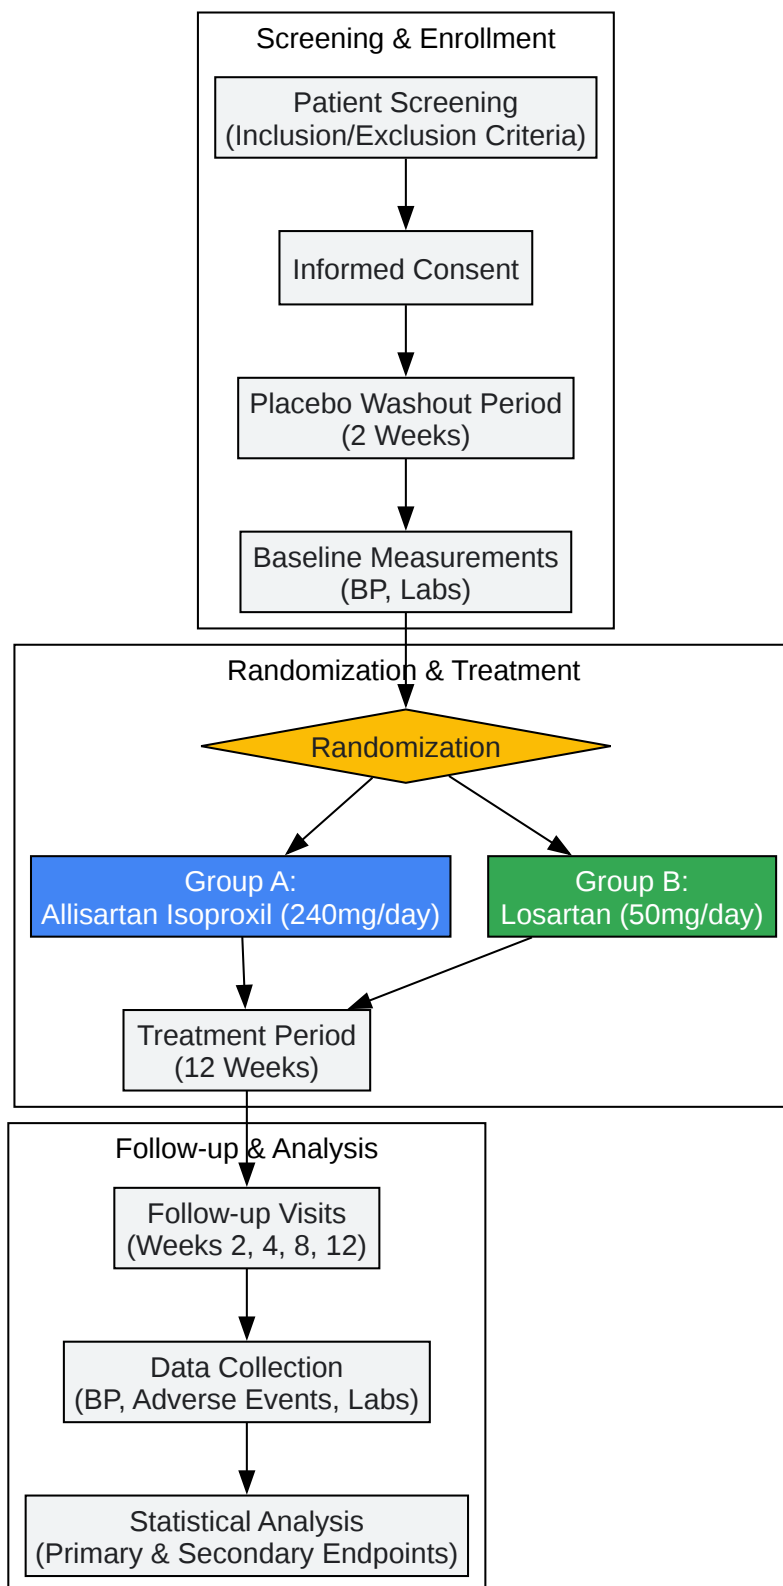 Screening & Enrollment
Patient Screening
(Inclusion/Exclusion Criteria)
Informed Consent
Placebo Washout Period
(2 Weeks)
Baseline Measurements
(BP, Labs)
Randomization & Treatment
Randomization
Group A:
Allisartan Isoproxil (240mg/day)
Group B:
Losartan (50mg/day)
Treatment Period
(12 Weeks)
Follow-up & Analysis
Follow-up Visits
(Weeks 2, 4, 8, 12)
Data Collection
(BP, Adverse Events, Labs)
Statistical Analysis
(Primary & Secondary Endpoints)